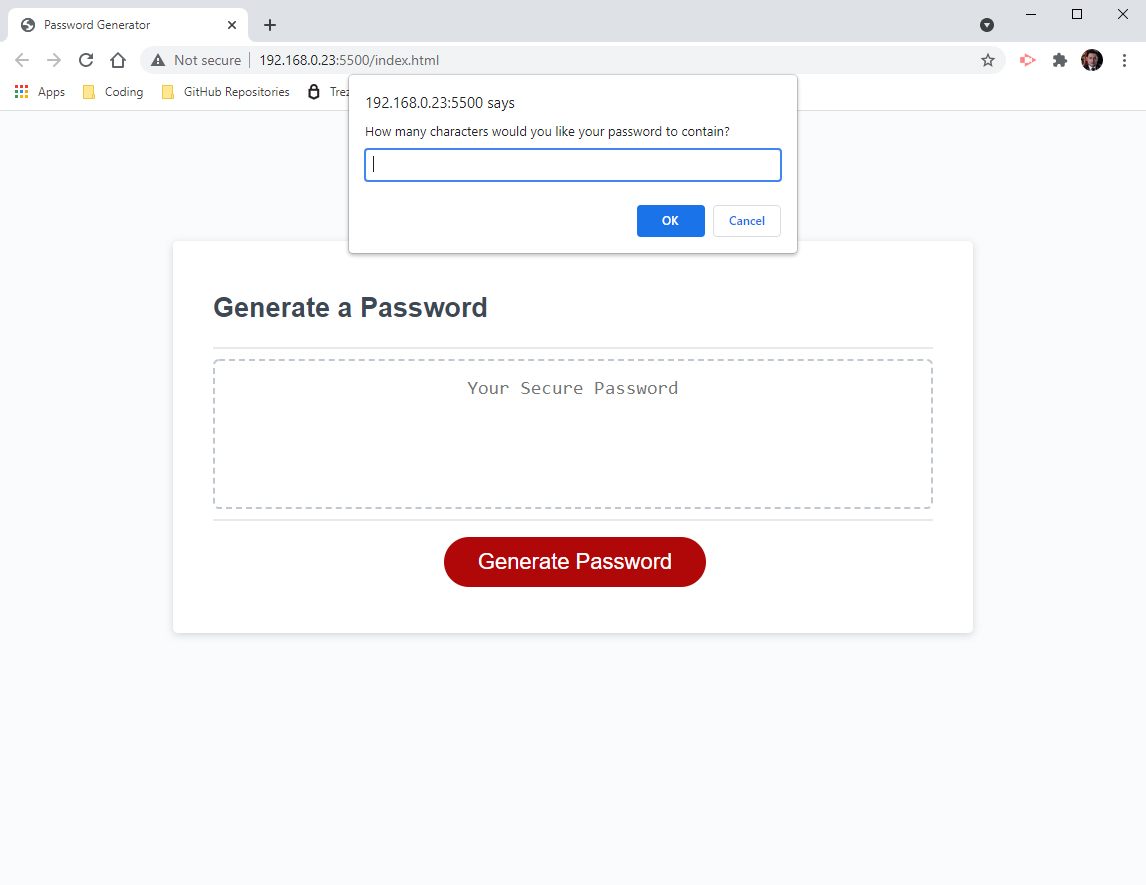 Password Generator
Not secure
192.168.0.23:5500/index.html
Apps
Coding
GitHub Repositories
192.168.0.23:5500 says
How many characters would you like your password to contain?
OK
Cancel
Generate a Password
Your Secure Password
Generate Password